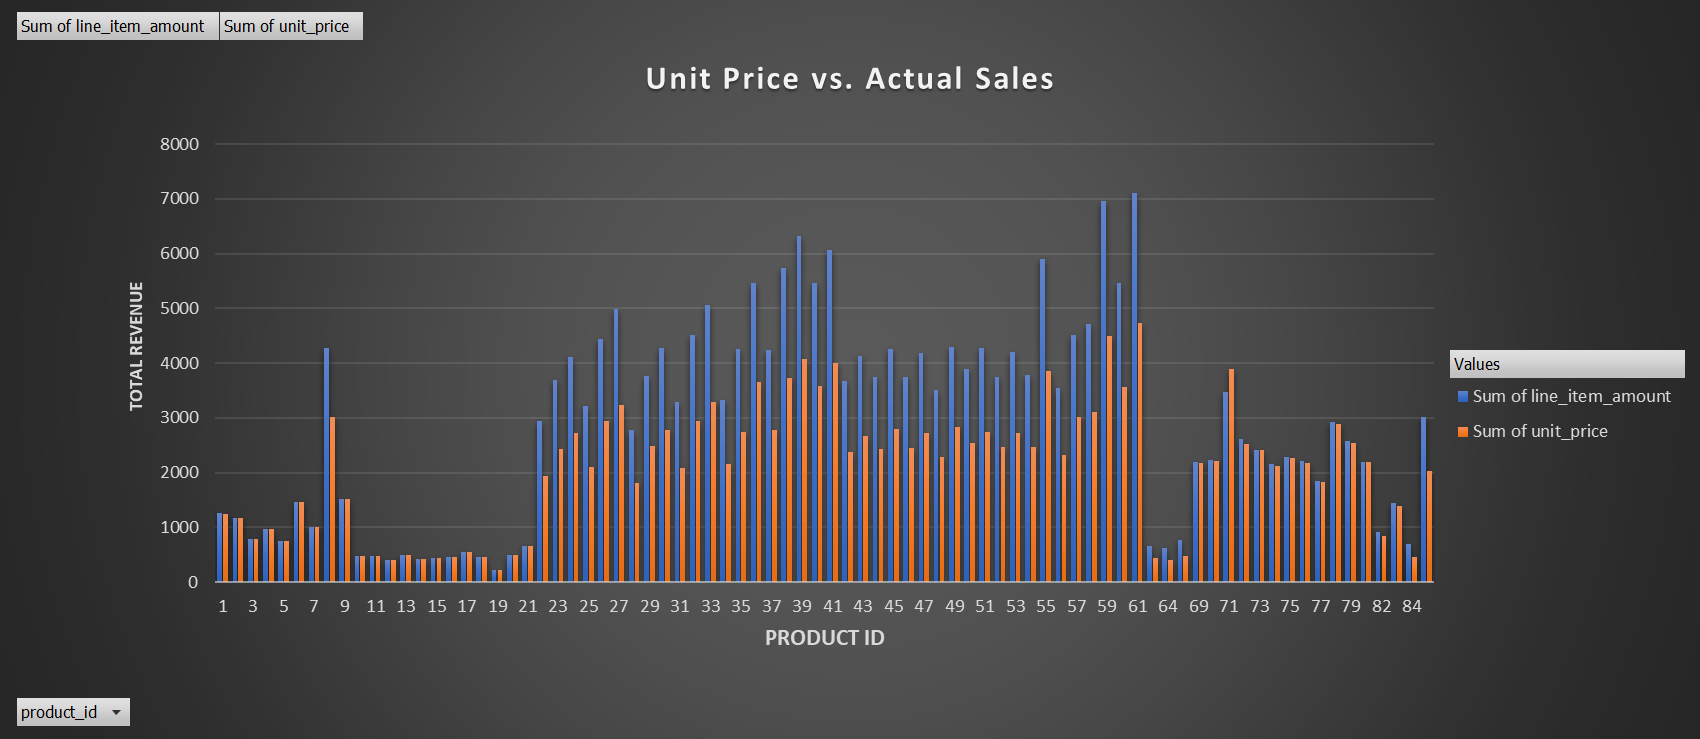 Sum of line_item_amount Sum of unit_price
Unit Price vs. Actual Sales
8000
7000
6000
5000
4000
3000
2000
1000
0
TOTAL REVENUE
1 3 5 7 9 11 13 15 17 19 21 23 25 27 29 31 33 35 37 39 41 43 45 47 49 51 53 55 57 59 61 64 69 71 73 75 77 79 82 84
PRODUCT ID
Values
Sum of line_item_amount
Sum of unit_price
product_id